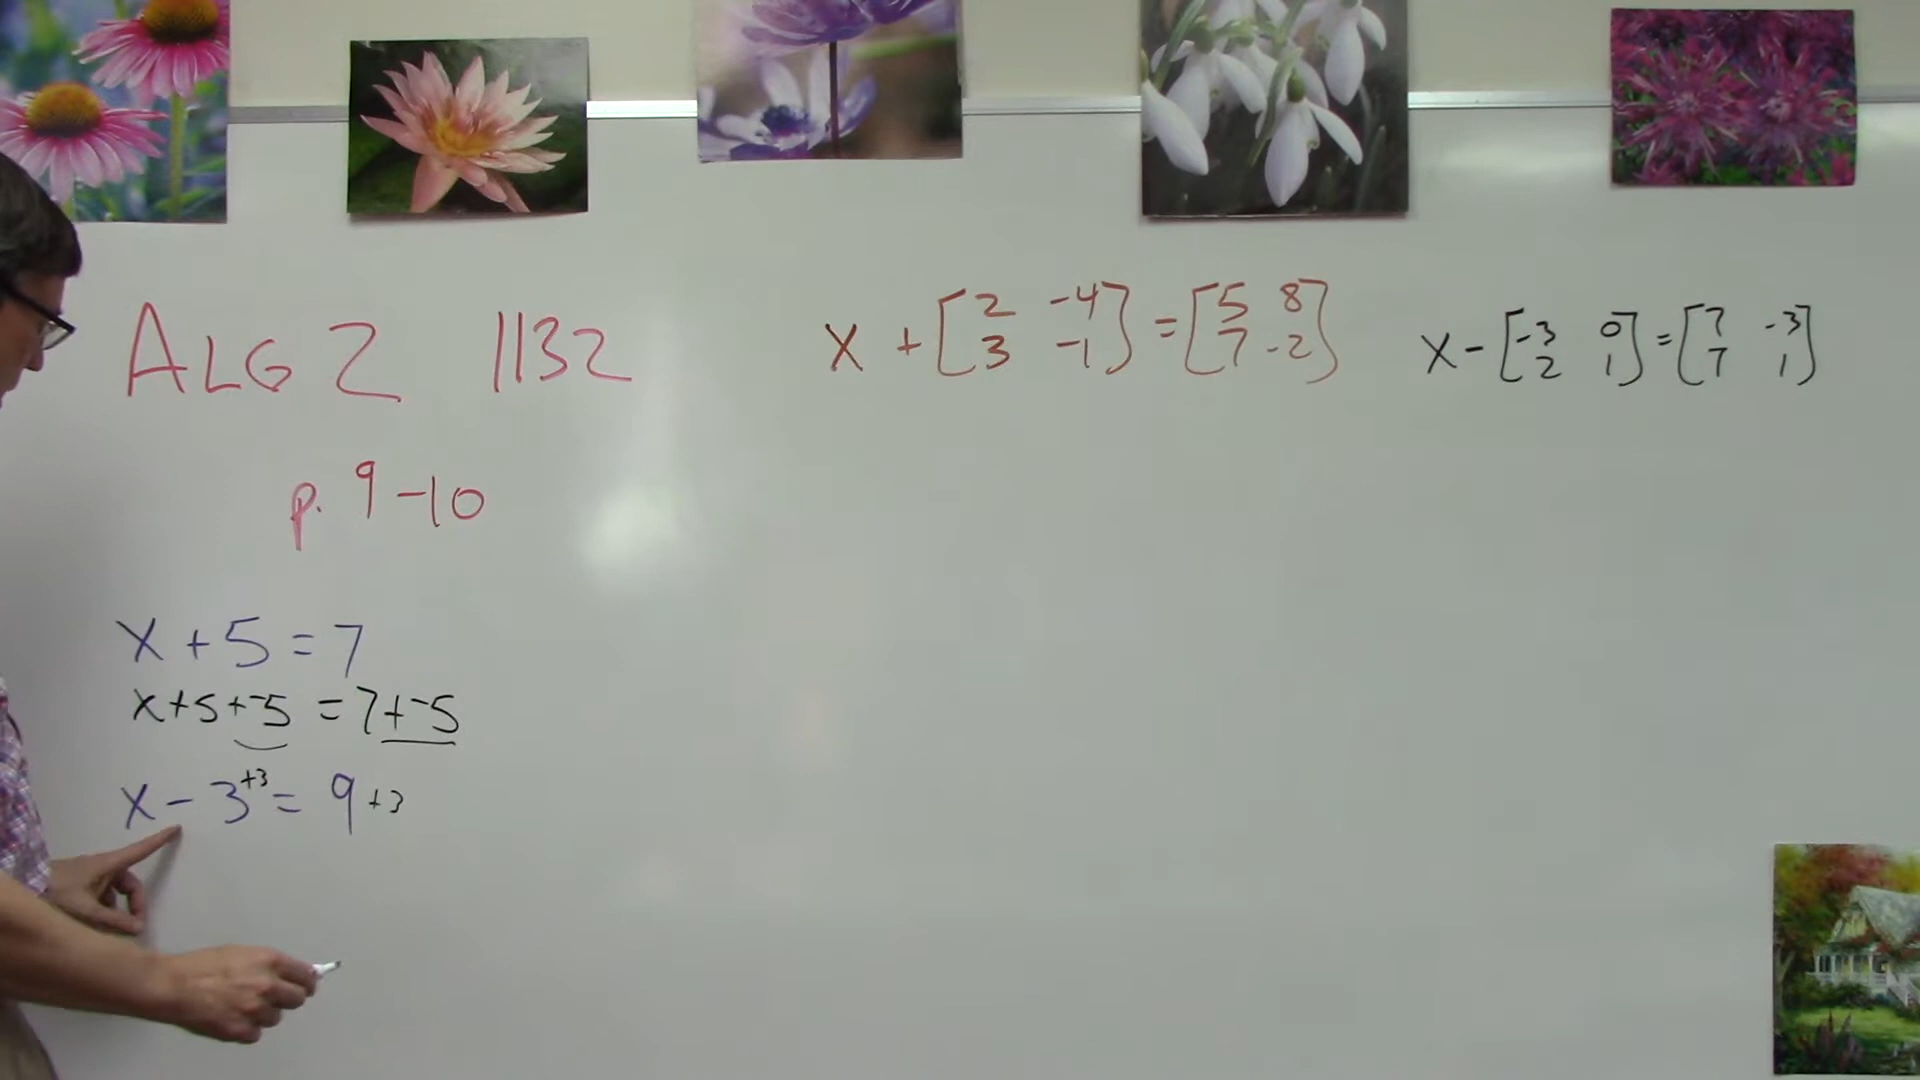 ALG 2 1132
p. 9-10
x + 5 = 7
x + 5 + -5 = 7 + -5
x - 3 +3 = 9 +3
X + [2 -4
3 -1] = [5 8
7 -2]
X - [-3 0
2 1] = [7 -3
7 1]